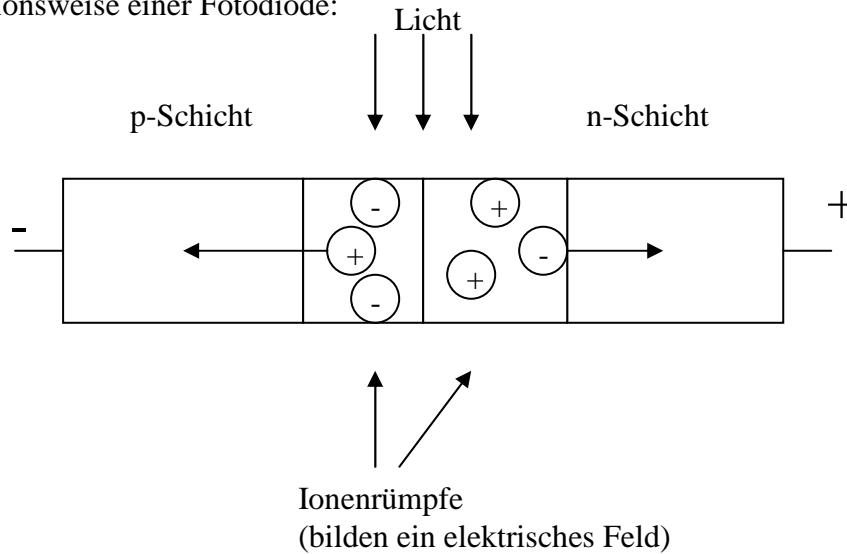 onsweise einer Fotodiode:
Licht
p-Schicht n-Schicht
- +
- +
+ -
- +
Ionenrümpfe
(bilden ein elektrisches Feld)